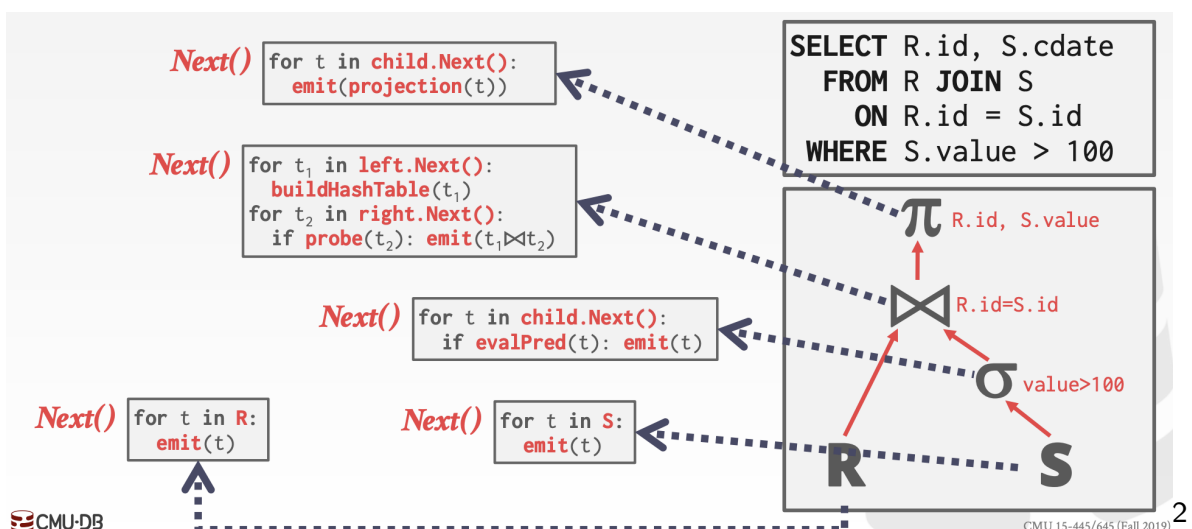 Next()
for t in child.Next():
emit(projection(t))
SELECT R.id, S.cdate
FROM R JOIN S
ON R.id = S.id
WHERE S.value > 100
Next()
for t₁ in left.Next():
buildHashTable(t₁)
for t₂ in right.Next():
if probe(t₂): emit(t₁⨝t₂)
π R.id, S.value
⨝ R.id=S.id
Next()
for t in child.Next():
if evalPred(t): emit(t)
σ value>100
Next()
for t in R:
emit(t)
Next()
for t in S:
emit(t)
R S
CMU·DB
CMU 15-445/645 (Fall 2019)
2